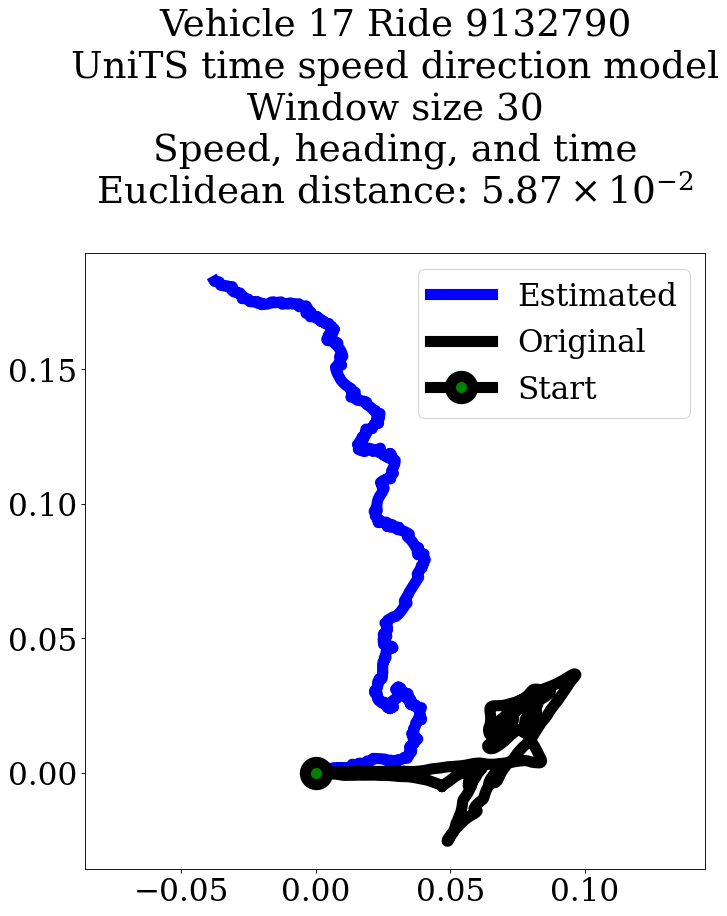 Vehicle 17 Ride 9132790
UniTS time speed direction model
Window size 30
Speed, heading, and time
Euclidean distance: 5.87 × 10⁻²
Estimated
Original
Start
0.15
0.10
0.05
0.00
−0.05 0.00 0.05 0.10